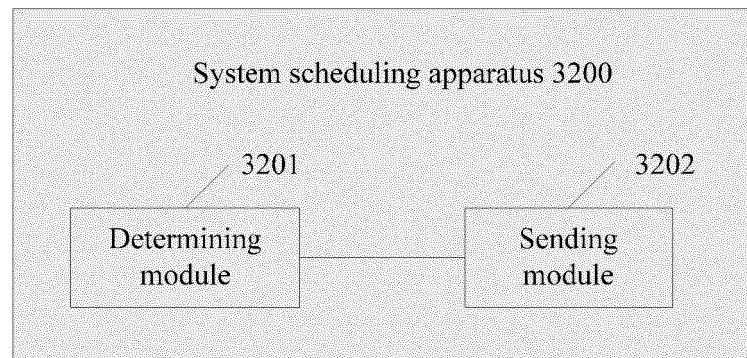 System scheduling apparatus 3200
3201
3202
Determining
module
Sending
module